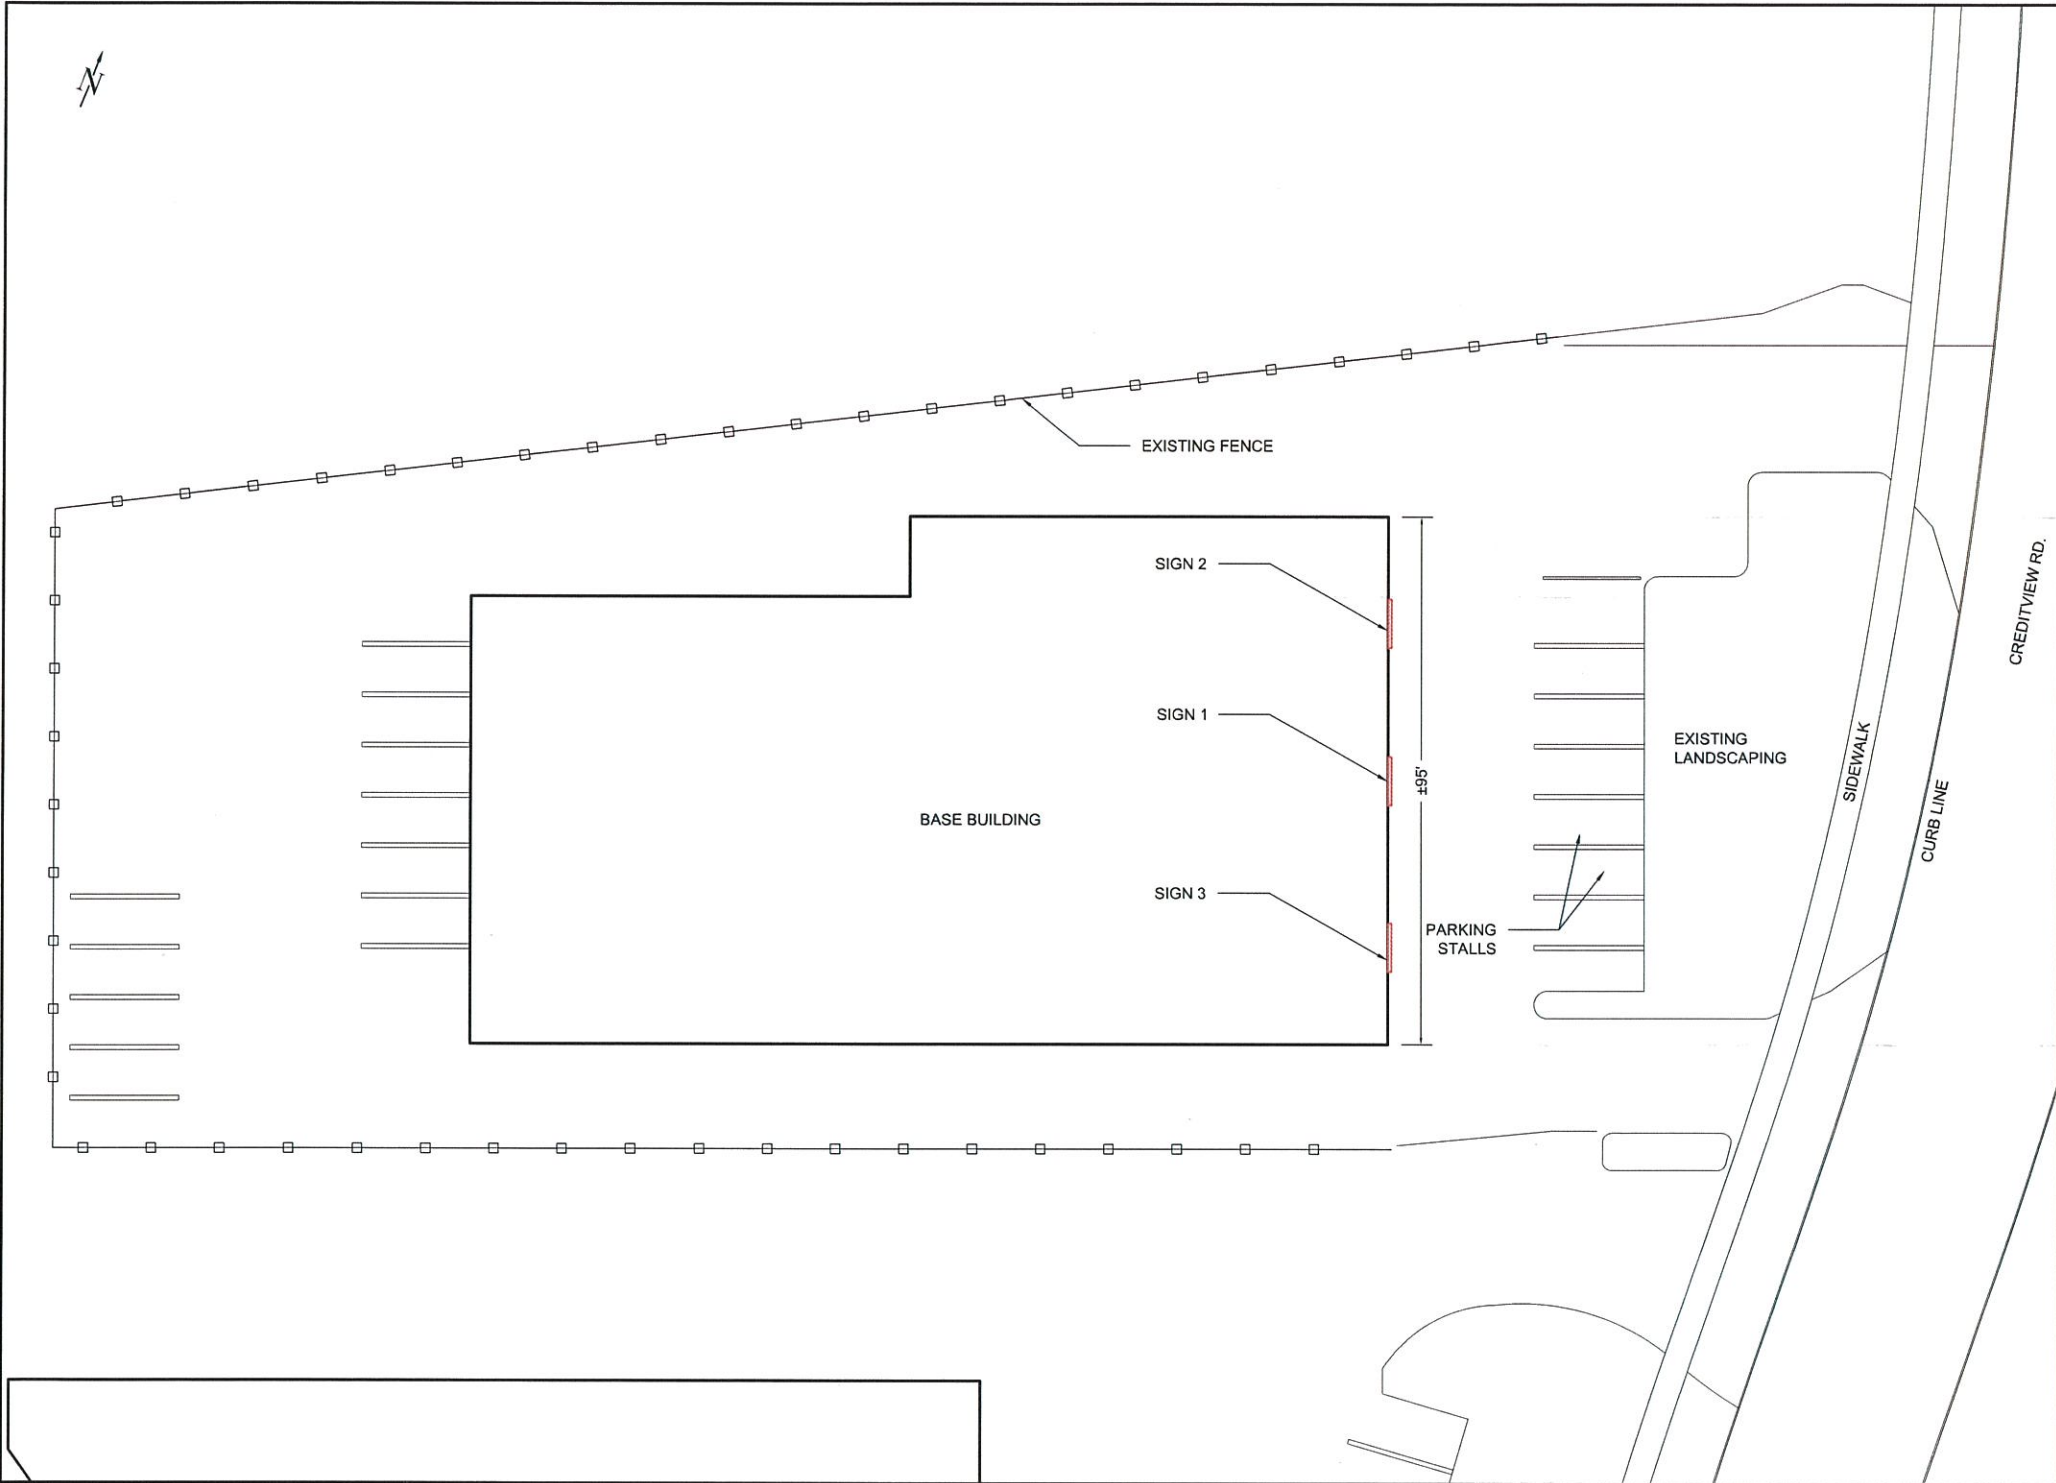 N
EXISTING FENCE
SIGN 2
CREDITVIEW RD.
SIGN 1
EXISTING
LANDSCAPING
SIDEWALK
±95'
BASE BUILDING
CURB LINE
SIGN 3
PARKING
STALLS